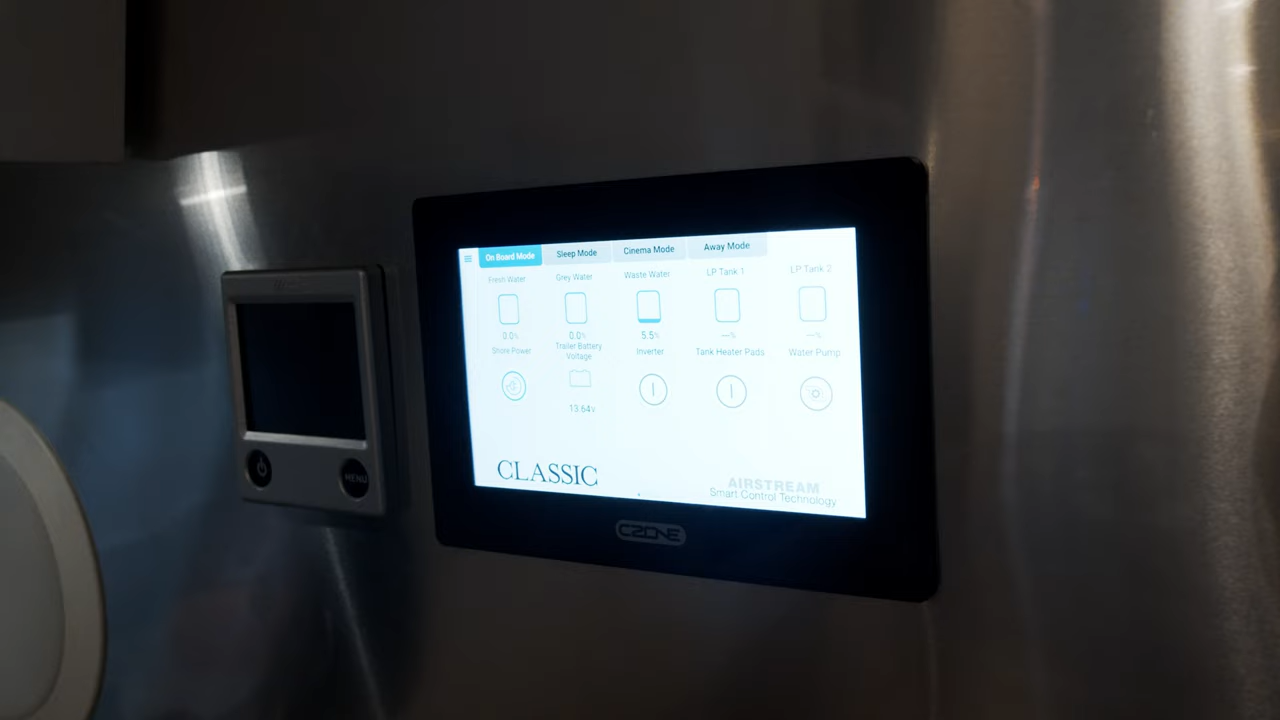 On Board Mode
Sleep Mode
Cinema Mode
Away Mode
Fresh Water
Grey Water
Waste Water
LP Tank 1
LP Tank 2
0.0%
0.0%
5.5%
—%
—%
Shore Power
Trailer Battery
Voltage
Inverter
Tank Heater Pads
Water Pump
13.64V
CLASSIC
AIRSTREAM
Smart Control Technology
CZONE
MENU